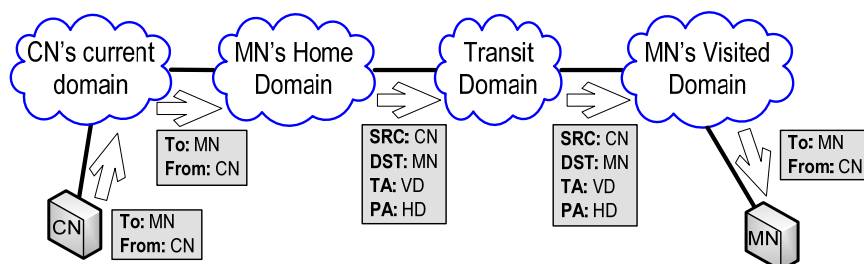 CN's current
domain
MN's Home
Domain
Transit
Domain
MN's Visited
Domain
To: MN
From: CN
SRC: CN
DST: MN
TA: VD
PA: HD
SRC: CN
DST: MN
TA: VD
PA: HD
To: MN
From: CN
CN
To: MN
From: CN
MN